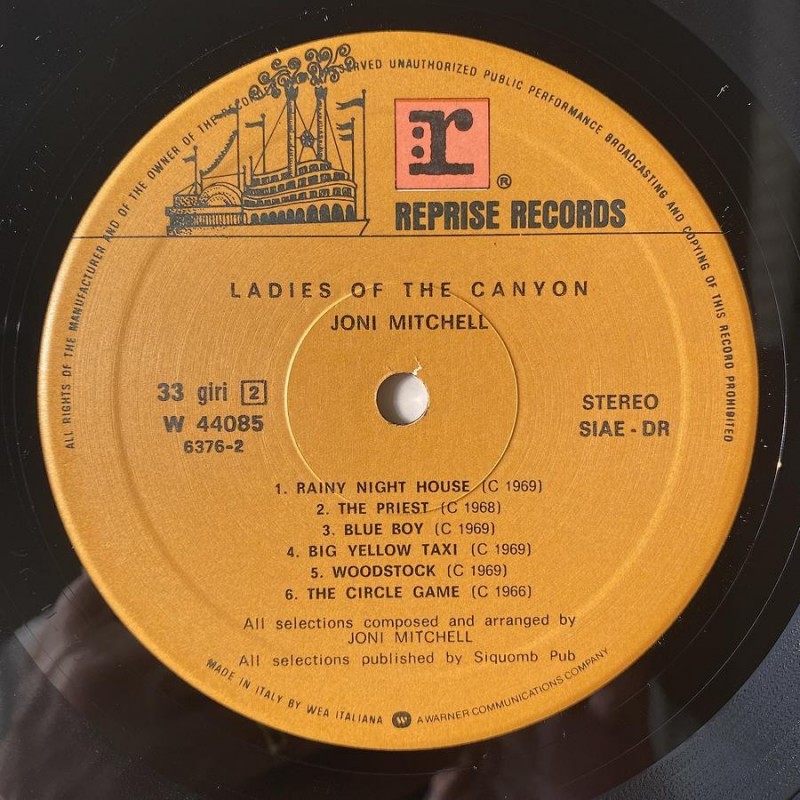 ALL RIGHTS OF THE MANUFACTURER AND OF THE OWNER OF THE RECORDED SERVED UNAUTHORIZED PUBLIC PERFORMANCE BROADCASTING AND COPYING OF THIS RECORD PROHIBITED
r
®
REPRISE RECORDS
LADIES OF THE CANYON
JONI MITCHELL
33 giri 2
W 44085
6376-2
STEREO
SIAE - DR
1. RAINY NIGHT HOUSE (C 1969)
2. THE PRIEST (C 1968)
3. BLUE BOY (C 1969)
4. BIG YELLOW TAXI (C 1969)
5. WOODSTOCK (C 1969)
6. THE CIRCLE GAME (C 1966)
All selections composed and arranged by
JONI MITCHELL
All selections published by Siquomb Pub
MADE IN ITALY BY WEA ITALIANA W A WARNER COMMUNICATIONS COMPANY